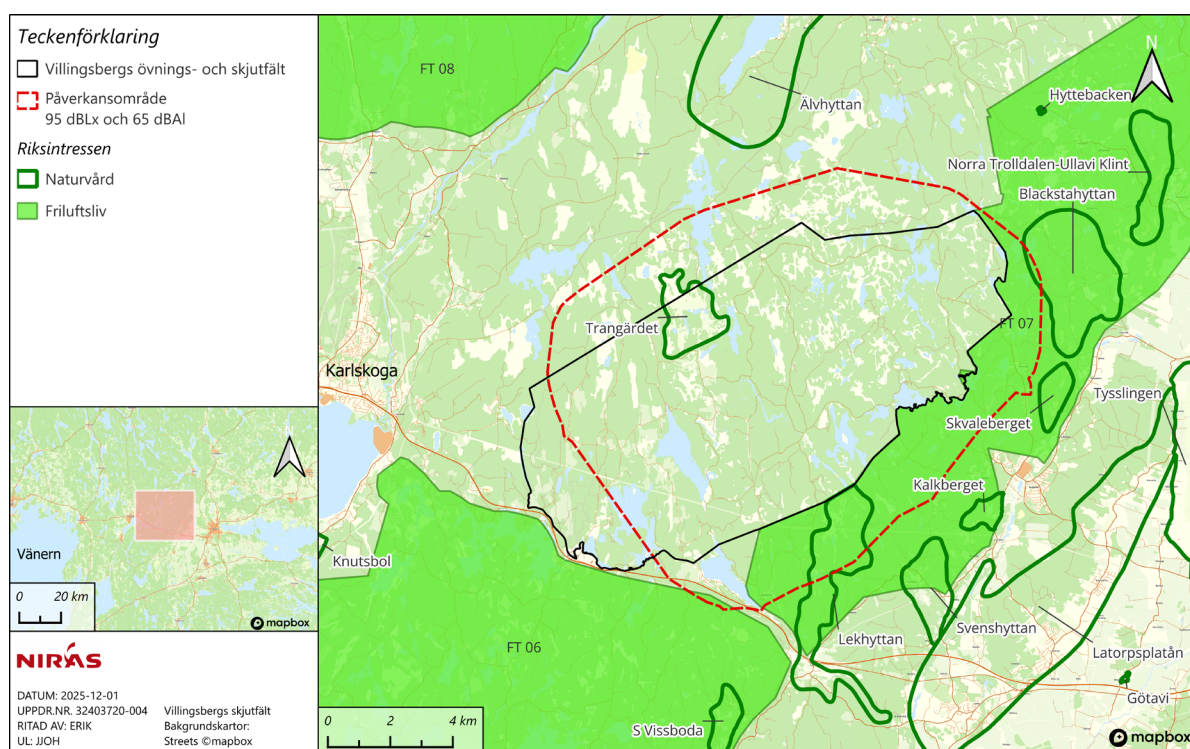 Teckenförklaring
Villingsbergs övnings- och skjutfält
Påverkansområde
95 dBLx och 65 dBAI
Riksintressen
Naturvård
Friluftsliv
N
Vänern
0 20 km
mapbox
NIRAS
DATUM: 2025-12-01
UPPDR.NR. 32403720-004
RITAD AV: ERIK
UL: JJOH
Villingsbergs skjutfält
Bakgrundskartor:
Streets ©mapbox
FT 08
Älvhyttan
Hyttebacken
N
Norra Trolldalen-Ullavi Klint
Blackstahyttan
Trangärdet
FT 07
Karlskoga
Tysslingen
Skvaleberget
Kalkberget
Knutsbol
Lekhyttan
Svenshyttan
FT 06
Latorpsplatån
Götavi
S Vissboda
0 2 4 km
mapbox